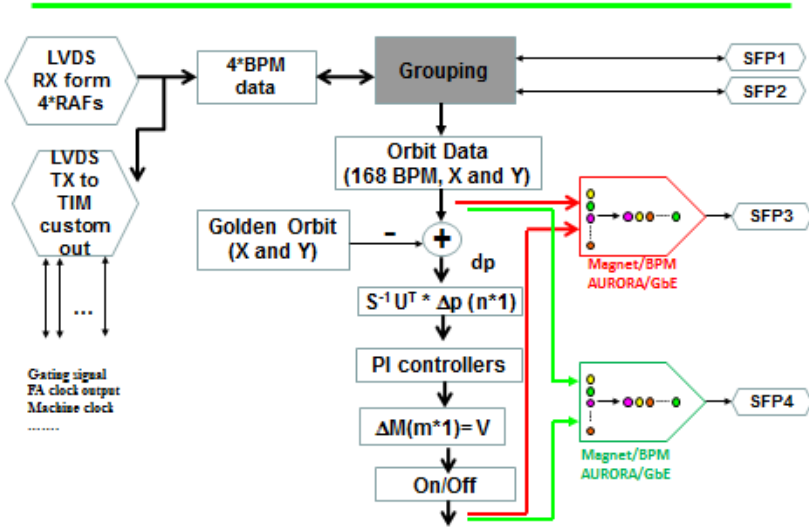 LVDS
RX form
4*RAFs
4*BPM
data
Grouping
SFP1
SFP2
LVDS
TX to
TIM
custom
out
Orbit Data
(168 BPM, X and Y)
Golden Orbit
(X and Y)
-
+
dp
SFP3
Magnet/BPM
AURORA/GbE
S⁻¹ Uᵀ * Δp (n*1)
...
PI controllers
Gating signal
FA clock output
Machine clock
.......
SFP4
ΔM(m*1)= V
Magnet/BPM
AURORA/GbE
On/Off